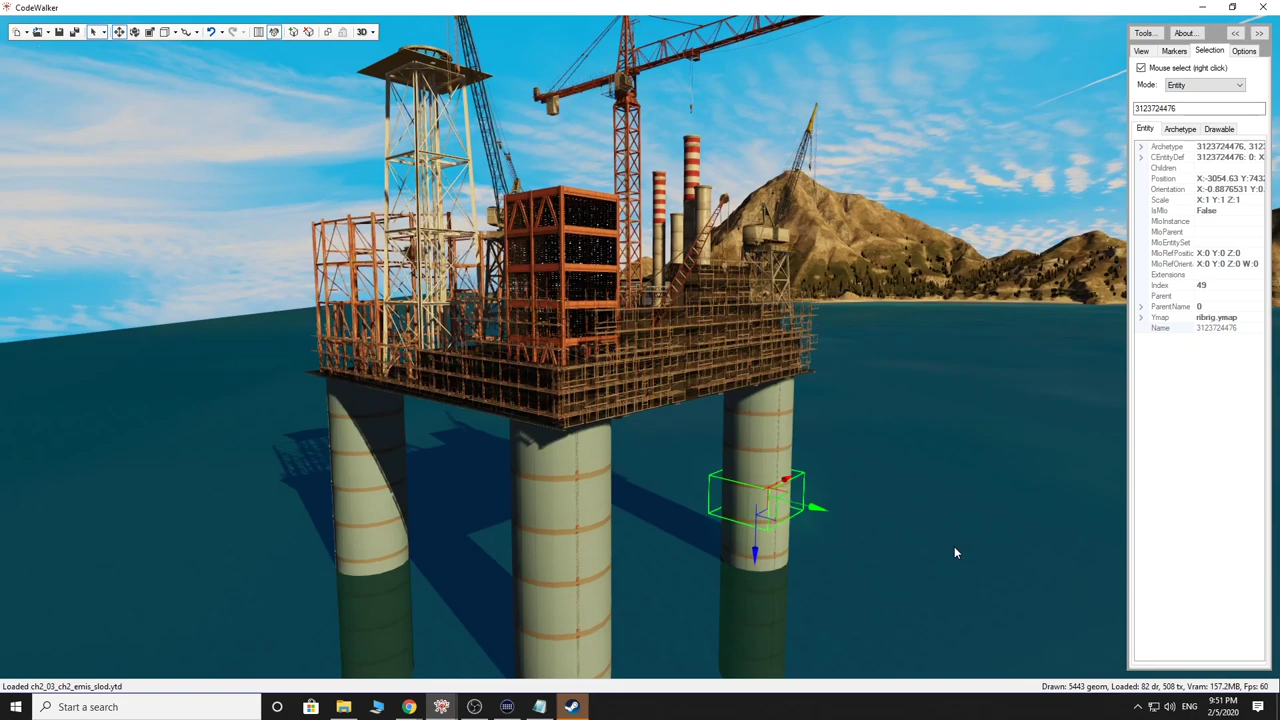 CodeWalker
3D
Tools... About... << >>
View Markers Selection Options
Mouse select (right click)
Mode: Entity
3123724476
Entity Archetype Drawable
Archetype 3123724476, 312
CEntityDef 3123724476: 0: X
Children
Position X:-3054.63 Y:7432
Orientation X:-0.8876531 Y:0.
Scale X:1 Y:1 Z:1
IsMlo False
MloInstance
MloParent
MloEntitySet
MloRefPositic X:0 Y:0 Z:0
MloRefOrient X:0 Y:0 Z:0 W:0
Extensions
Index 49
Parent
ParentName 0
Ymap
Name 3123724476
Loaded ch2_03_ch2_emis_slod.ytd
Drawn: 5443 geom, Loaded: 82 dr, 508 tx, Vram: 157.2MB, Fps: 60
Start a search
ENG
9:51 PM
2/5/2020